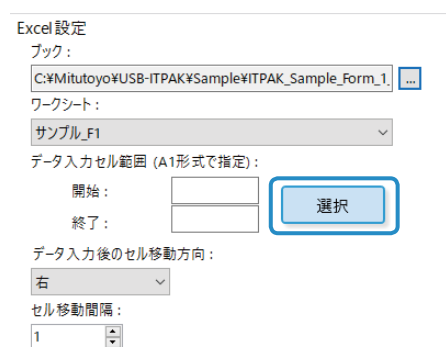 Excel設定
ブック:
C:¥Mitutoyo¥USB-ITPAK¥Sample¥ITPAK_Sample_Form_1_
...
ワークシート:
サンプル_F1
データ入力セル範囲 (A1形式で指定):
開始:
選択
終了:
データ入力後のセル移動方向:
右
セル移動間隔:
1